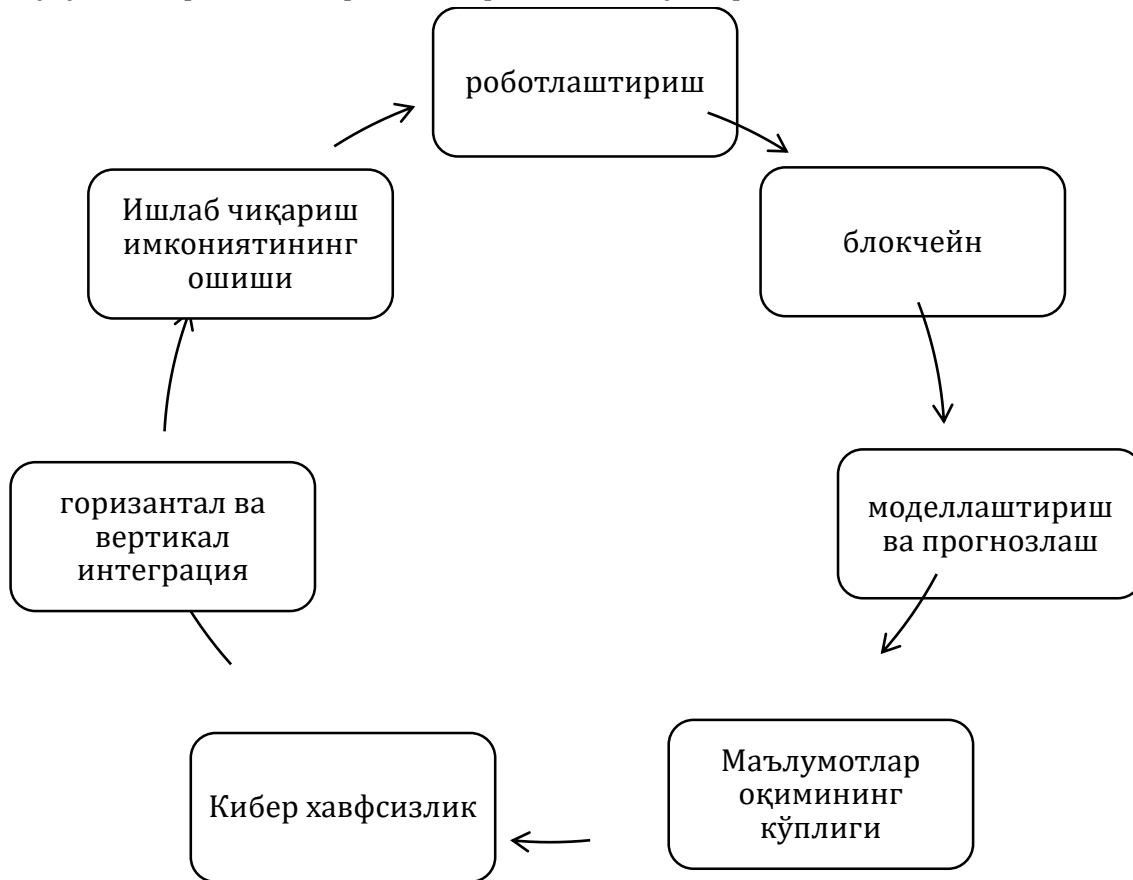 роботлаштириш
блокчейн
моделлаштириш
ва прогнозлаш
Маълумотлар
оқимининг
кўплиги
Кибер хавфсизлик
горизантал ва
вертикал
интеграция
Ишлаб чиқариш
имкониятининг
ошиши